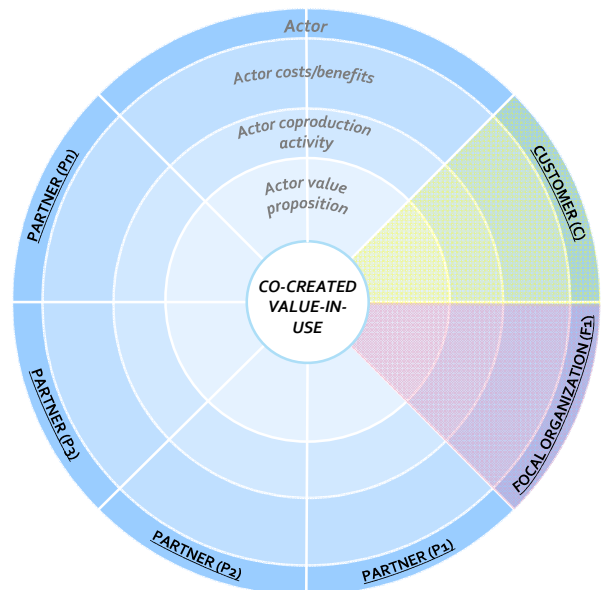 Actor
Actor costs/benefits
Actor coproduction
activity
Actor value
proposition
CO-CREATED
VALUE-IN-
USE
CUSTOMER (C)
FOCAL ORGANIZATION (F1)
PARTNER (P1)
PARTNER (P2)
PARTNER (P3)
PARTNER (Pn)